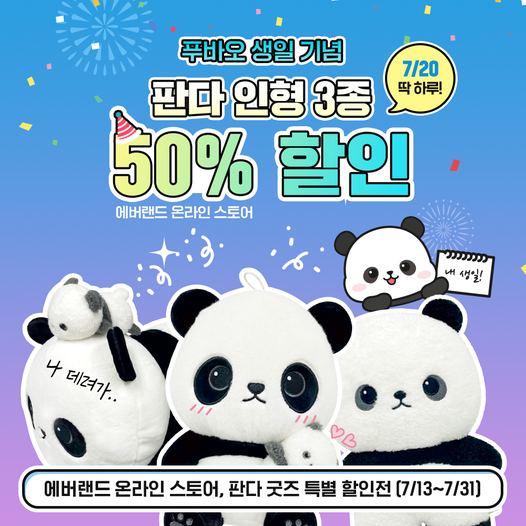 푸바오 생일 기념
판다 인형 3종
7/20
딱 하루!
50% 할인
에버랜드 온라인 스토어
내 생일!
나 데려가..
에버랜드 온라인 스토어, 판다 굿즈 특별 할인전 (7/13~7/31)